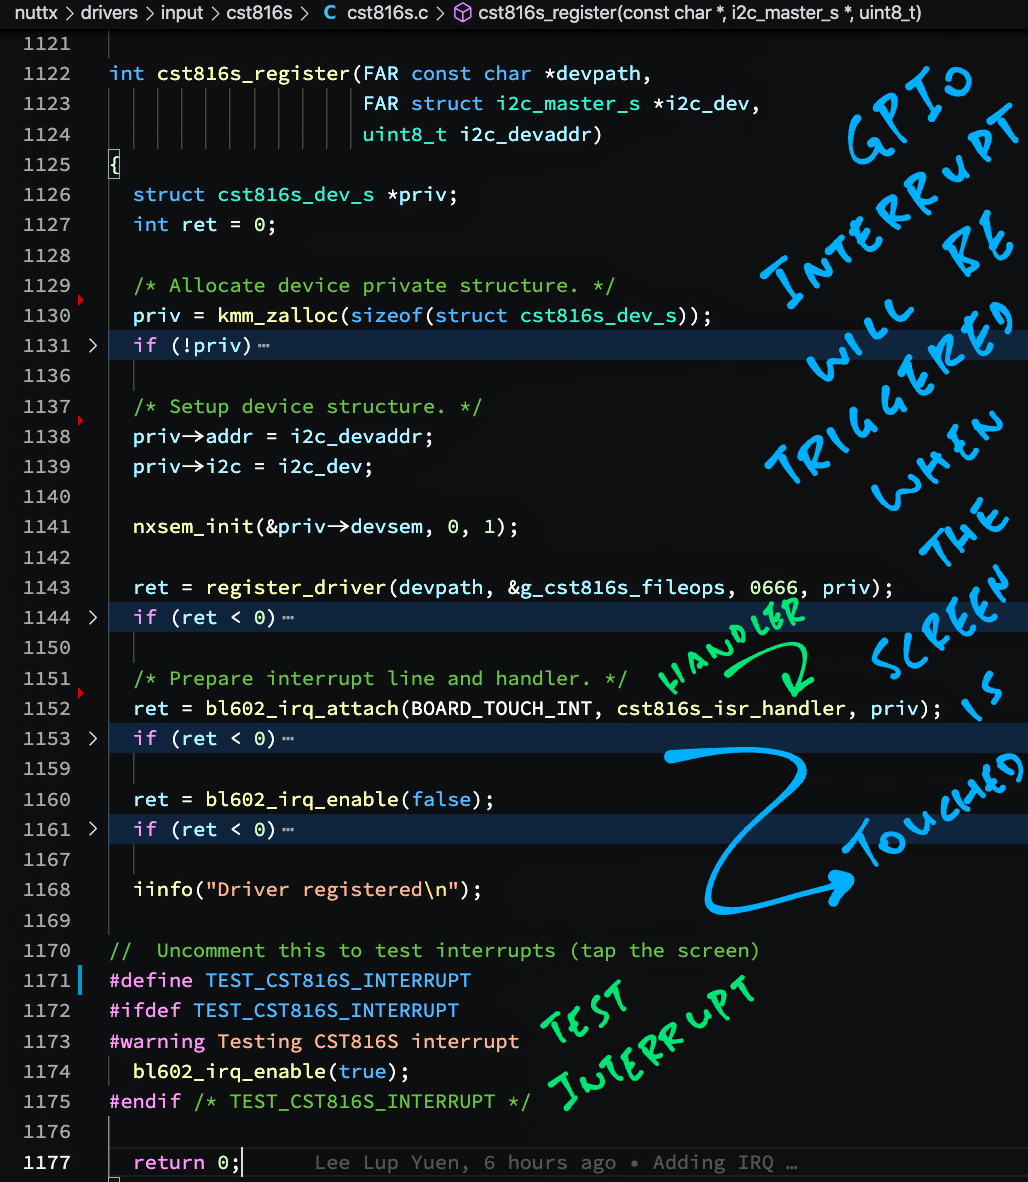 nuttx > drivers > input > cst816s > C cst816s.c > cst816s_register(const char *, i2c_master_s *, uint8_t)
1121
1122 int cst816s_register(FAR const char *devpath,
1123 FAR struct i2c_master_s *i2c_dev,
1124 uint8_t i2c_devaddr)
1125 {
1126 struct cst816s_dev_s *priv;
1127 int ret = 0;
1128
1129 /* Allocate device private structure. */
1130 priv = kmm_zalloc(sizeof(struct cst816s_dev_s));
1131 > if (!priv) ⋯
1136
1137 /* Setup device structure. */
1138 priv->addr = i2c_devaddr;
1139 priv->i2c = i2c_dev;
1140
1141 nxsem_init(&priv->devsem, 0, 1);
1142
1143 ret = register_driver(devpath, &g_cst816s_fileops, 0666, priv);
1144 > if (ret < 0) ⋯
1150
1151 /* Prepare interrupt line and handler. */
1152 ret = bl602_irq_attach(BOARD_TOUCH_INT, cst816s_isr_handler, priv);
1153 > if (ret < 0) ⋯
1159
1160 ret = bl602_irq_enable(false);
1161 > if (ret < 0) ⋯
1167
1168 iinfo("Driver registered\n");
1169
1170 //  Uncomment this to test interrupts (tap the screen)
1171 #define TEST_CST816S_INTERRUPT
1172 #ifdef TEST_CST816S_INTERRUPT
1173 #warning Testing CST816S interrupt
1174 bl602_irq_enable(true);
1175 #endif /* TEST_CST816S_INTERRUPT */
1176
1177 return 0; Lee Lup Yuen, 6 hours ago • Adding IRQ …
GPIO
INTERRUPT
WILL BE
TRIGGERED
WHEN
THE
SCREEN
IS
TOUCHED
HANDLER
TEST
INTERRUPT